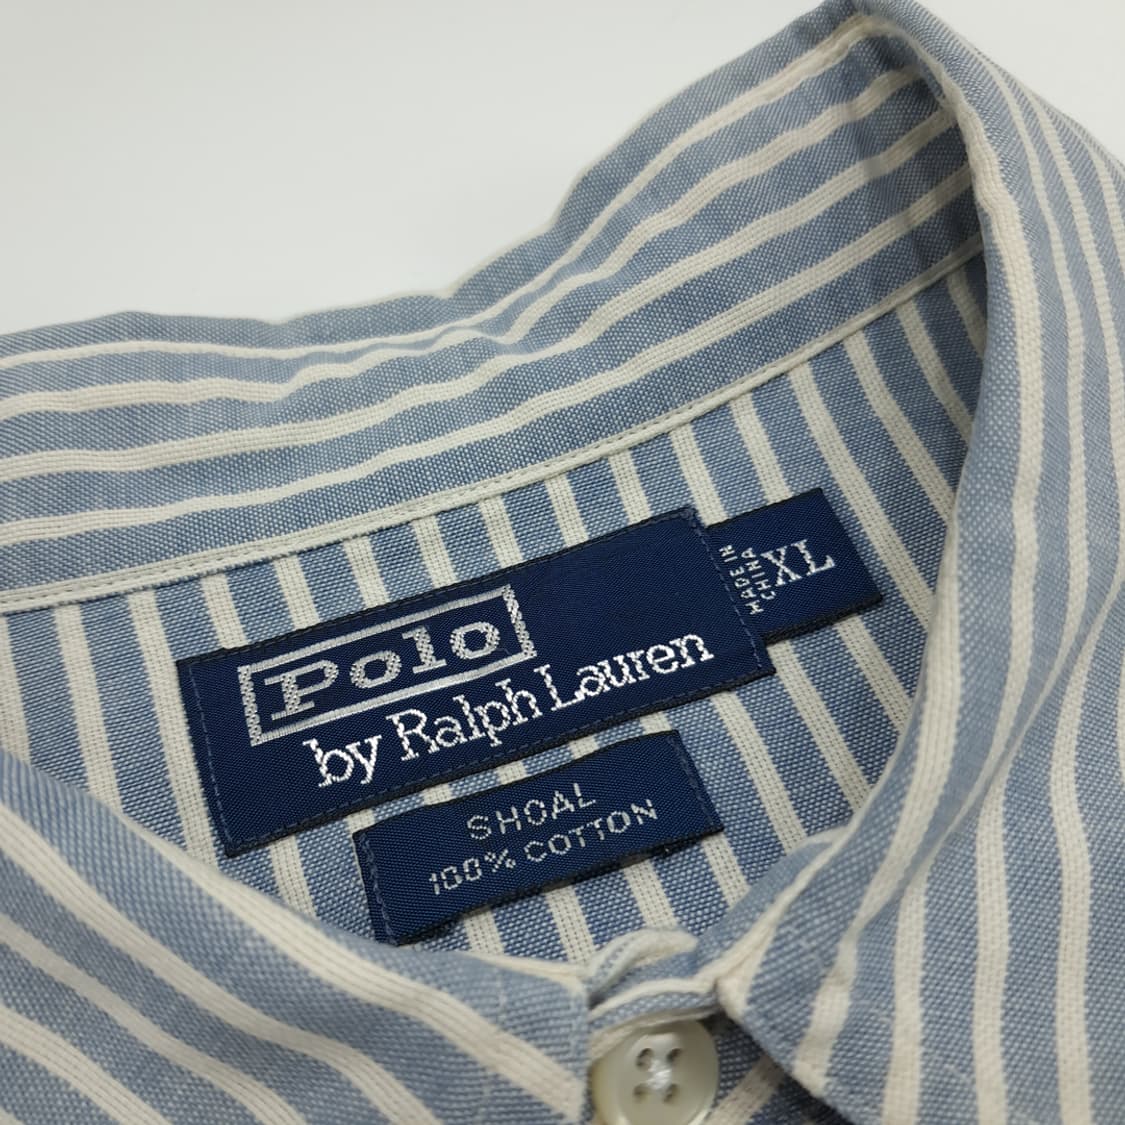 Polo
by Ralph Lauren
MADE IN
CHINA
XL
SHOAL
100% COTTON